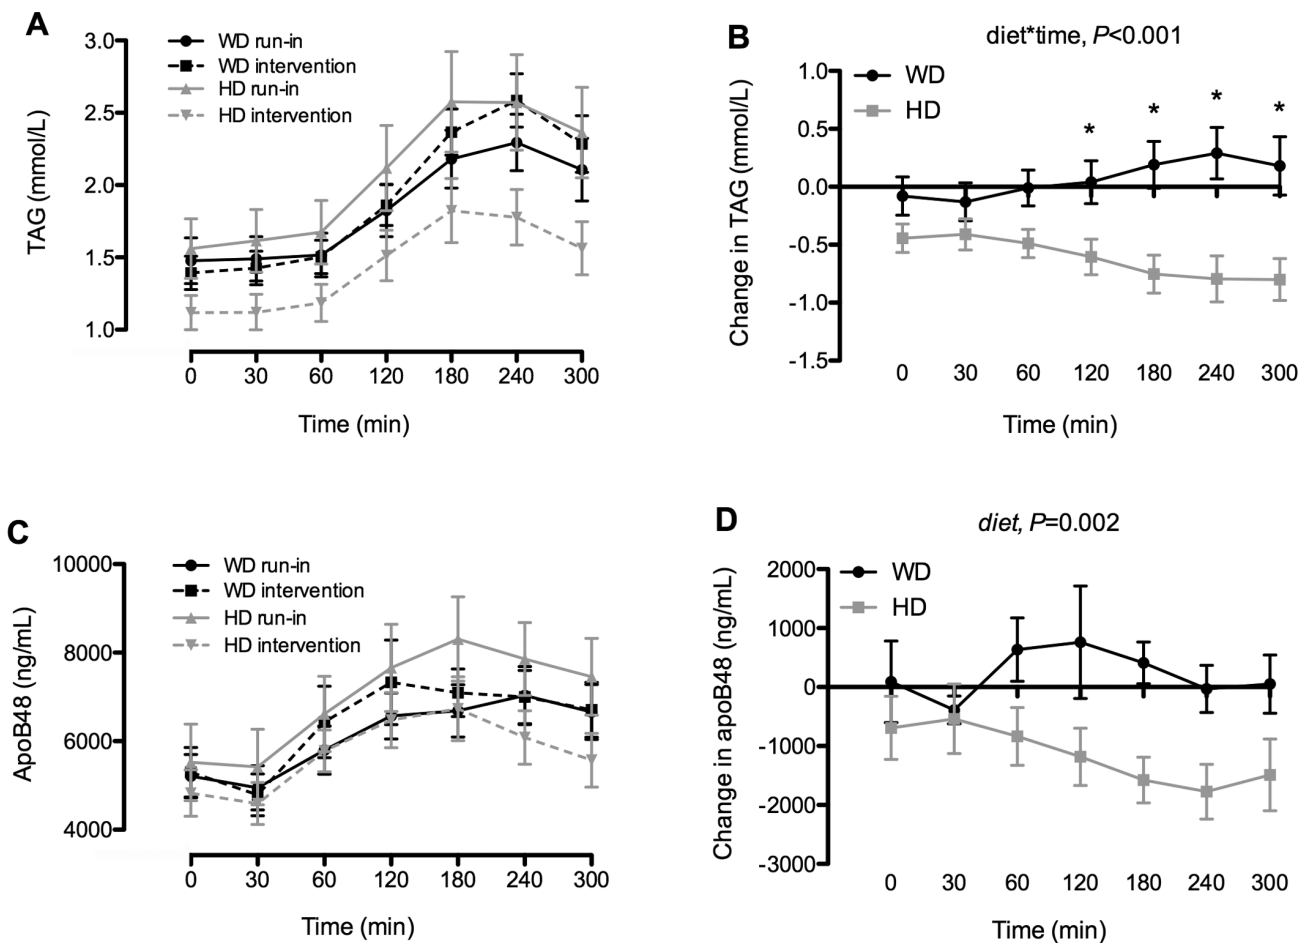 A
WD run-in
WD intervention
HD run-in
HD intervention
3.0
2.5
2.0
1.5
1.0
TAG (mmol/L)
0 30 60 120 180 240 300
Time (min)
B
diet*time, P<0.001
WD
HD
1.0
0.5
0.0
-0.5
-1.0
-1.5
Change in TAG (mmol/L)
* * * *
0 30 60 120 180 240 300
Time (min)
C
WD run-in
WD intervention
HD run-in
HD intervention
10000
8000
6000
4000
ApoB48 (ng/mL)
0 30 60 120 180 240 300
Time (min)
D
diet, P=0.002
WD
HD
2000
1000
0
-1000
-2000
-3000
Change in apoB48 (ng/mL)
0 30 60 120 180 240 300
Time (min)